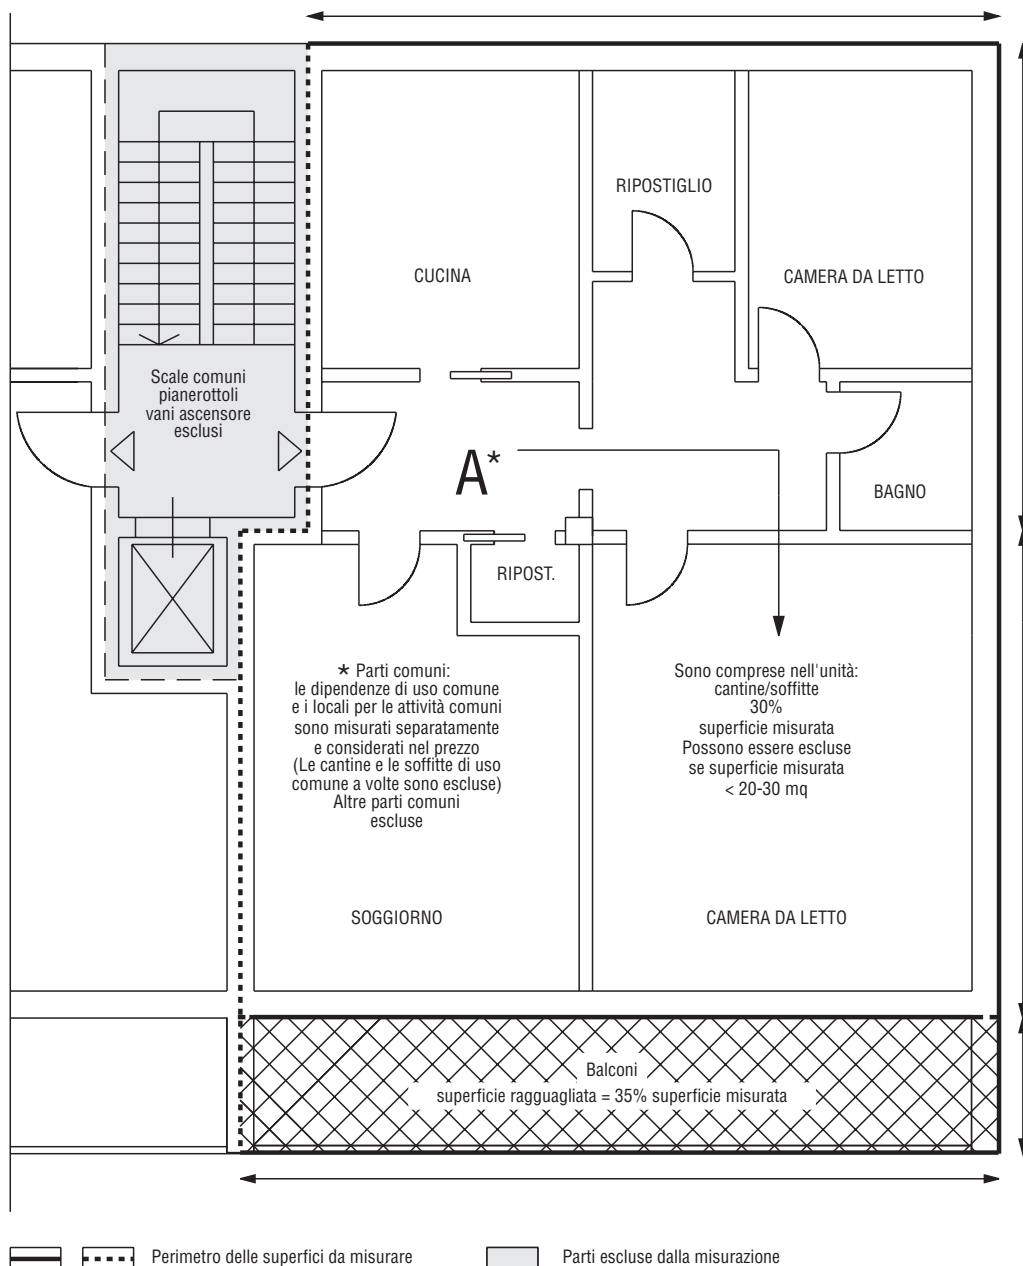 RIPOSTIGLIO
CUCINA
CAMERA DA LETTO
Scale comuni
pianerottoli
vani ascensore
esclusi
A*
BAGNO
RIPOST.
* Parti comuni:
le dipendenze di uso comune
e i locali per le attività comuni
sono misurati separatamente
e considerati nel prezzo
(Le cantine e le soffitte di uso
comune a volte sono escluse)
Altre parti comuni
escluse
Sono comprese nell'unità:
cantine/soffitte
30%
superficie misurata
Possono essere escluse
se superficie misurata
< 20-30 mq
SOGGIORNO
CAMERA DA LETTO
Balconi
superficie ragguagliata = 35% superficie misurata
Perimetro delle superfici da misurare
Parti escluse dalla misurazione